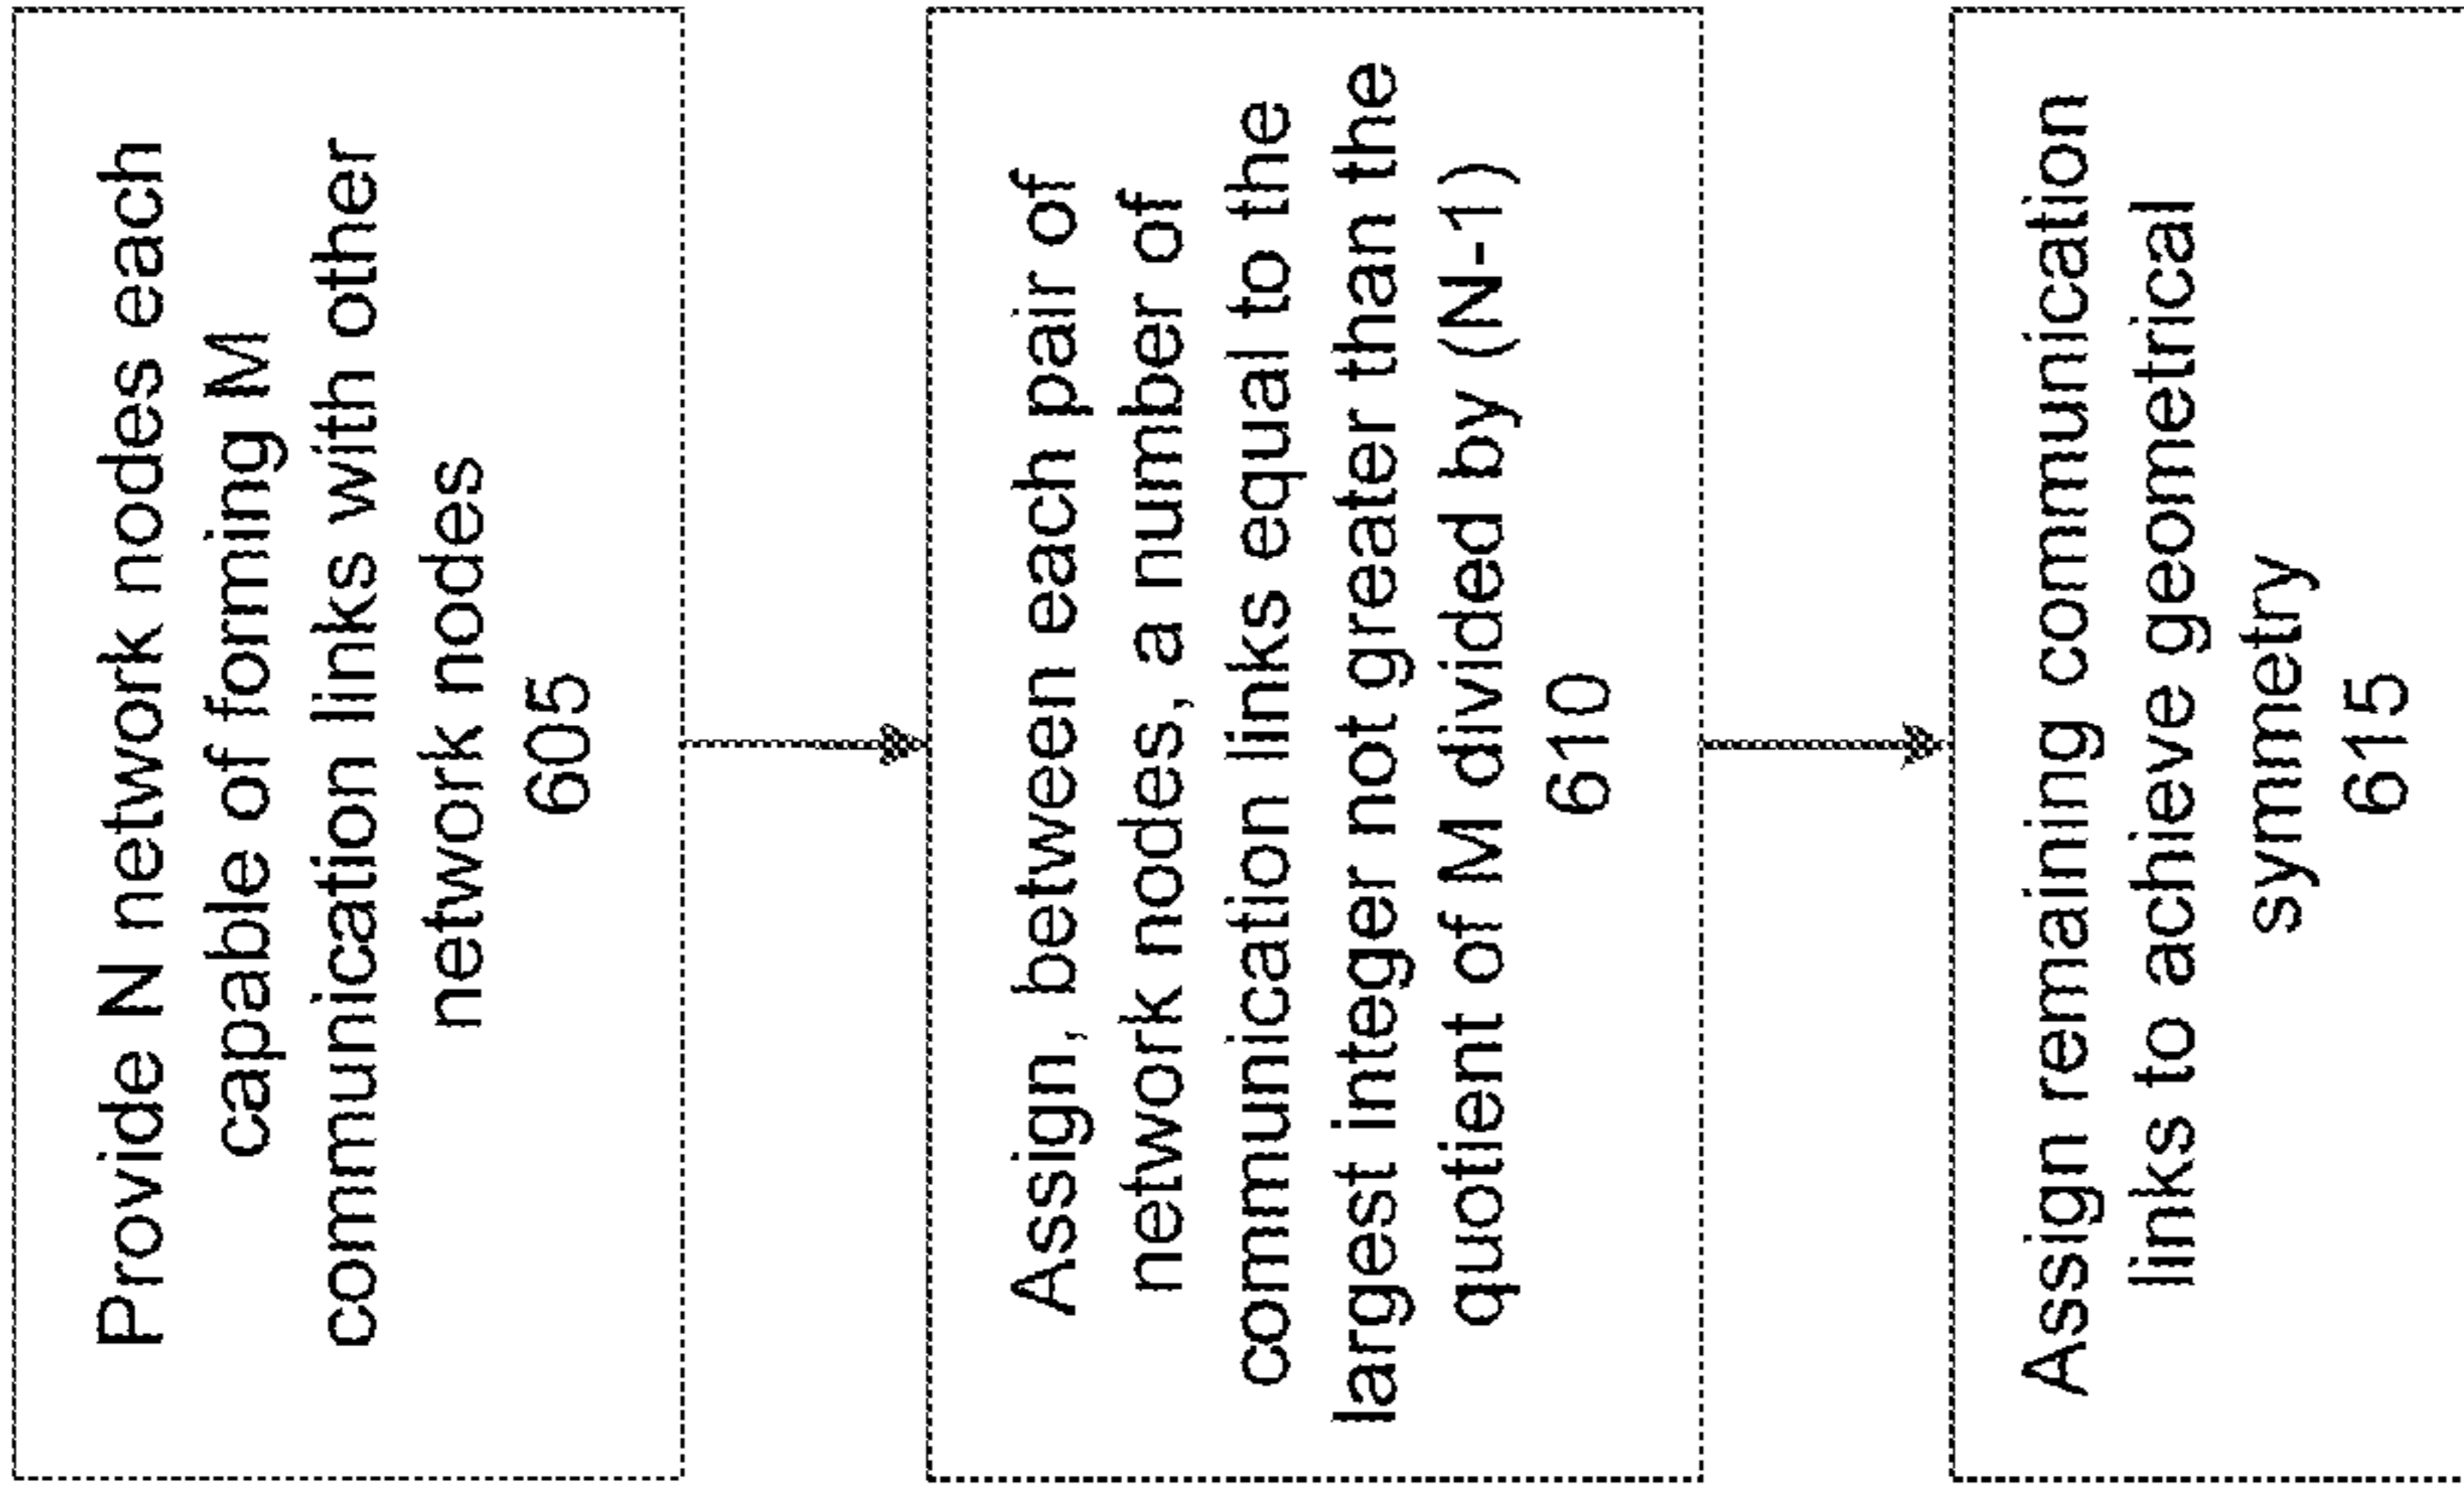 Provide N network nodes each
capable of forming M
communication links with other
network nodes
605
Assign, between each pair of
network nodes, a number of
communication links equal to the
largest integer not greater than the
quotient of M divided by (N-1)
610
Assign remaining communication
links to achieve geometrical
symmetry
615